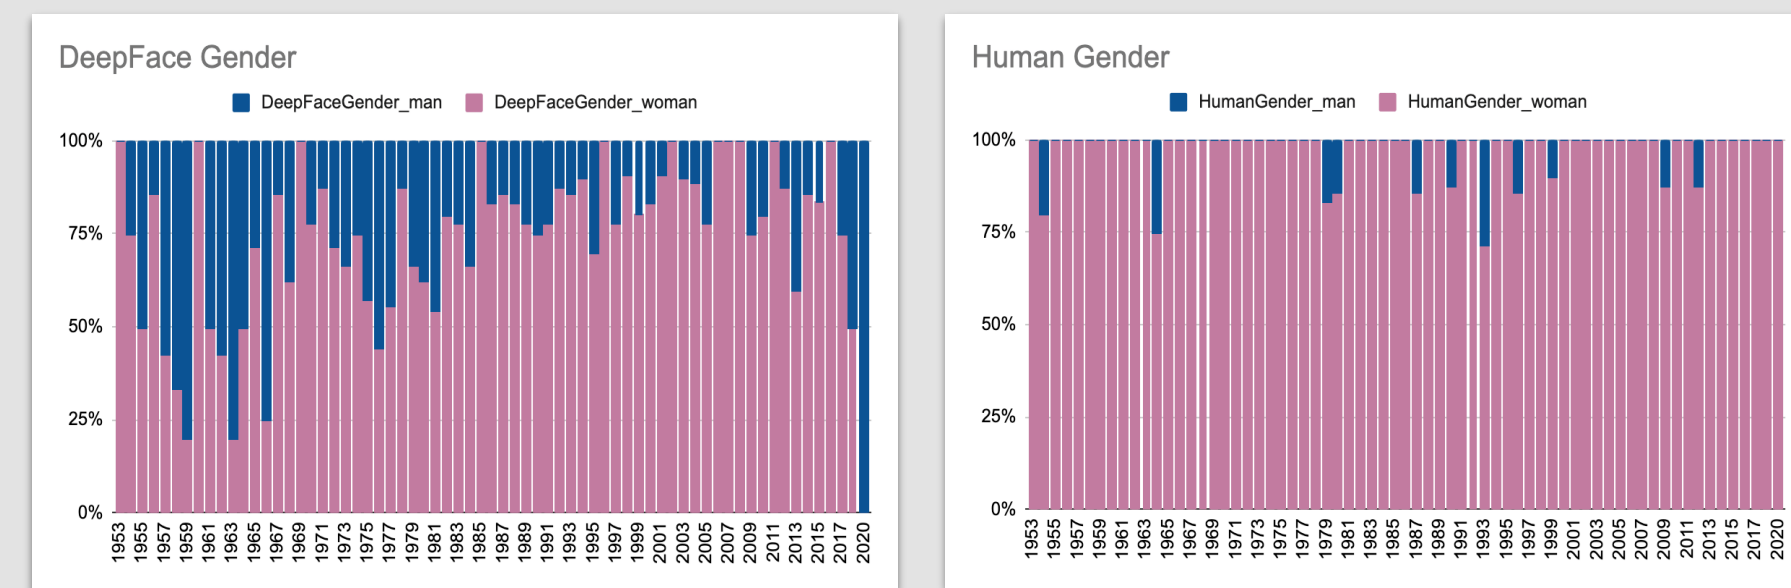 DeepFace Gender
DeepFaceGender_man DeepFaceGender_woman
100%
75%
50%
25%
0%
1953 1955 1957 1959 1961 1963 1965 1967 1969 1971 1973 1975 1977 1979 1981 1983 1985 1987 1989 1991 1993 1995 1997 1999 2001 2003 2005 2007 2009 2011 2013 2015 2017 2020
Human Gender
HumanGender_man HumanGender_woman
100%
75%
50%
25%
0%
1953 1955 1957 1959 1961 1963 1965 1967 1969 1971 1973 1975 1977 1979 1981 1983 1985 1987 1989 1991 1993 1995 1997 1999 2001 2003 2005 2007 2009 2011 2013 2015 2017 2020